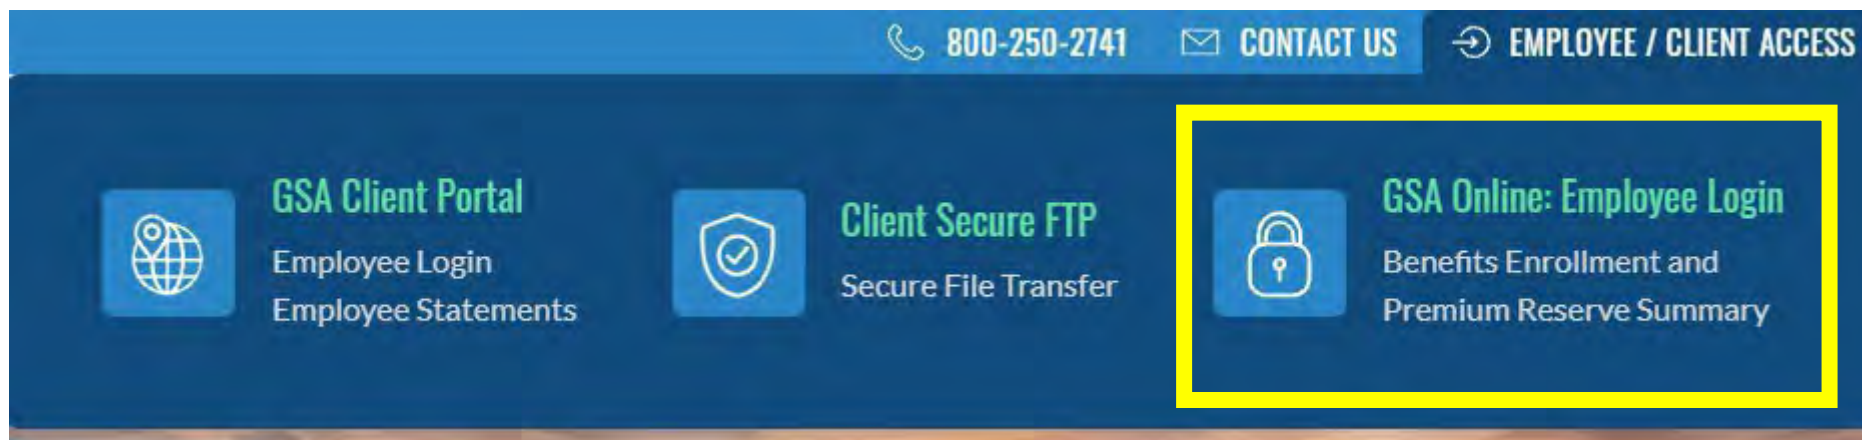 800-250-2741 CONTACT US EMPLOYEE / CLIENT ACCESS
GSA Client Portal
Employee Login
Employee Statements
Client Secure FTP
Secure File Transfer
GSA Online: Employee Login
Benefits Enrollment and
Premium Reserve Summary